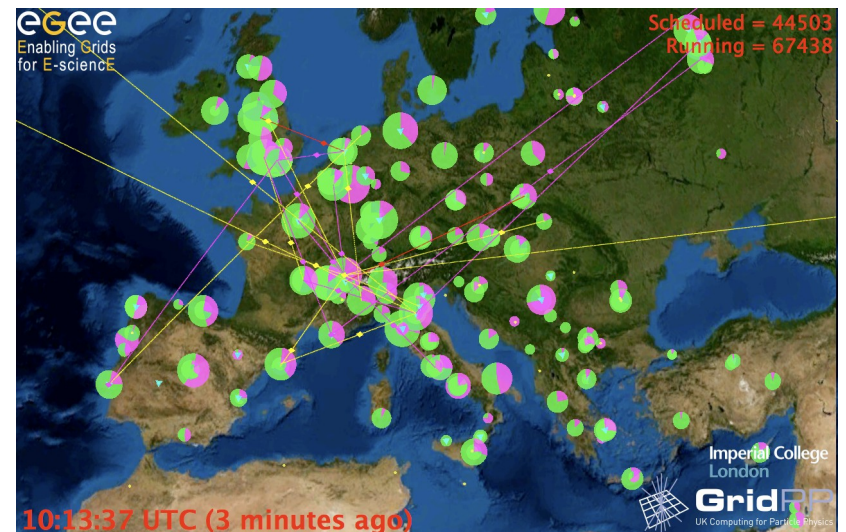 egee
Enabling Grids
for E-sciencE
Scheduled = 44503
Running = 67438
Imperial College
London
GridPP
UK Computing for Particle Physics
10:13:37 UTC (3 minutes ago)